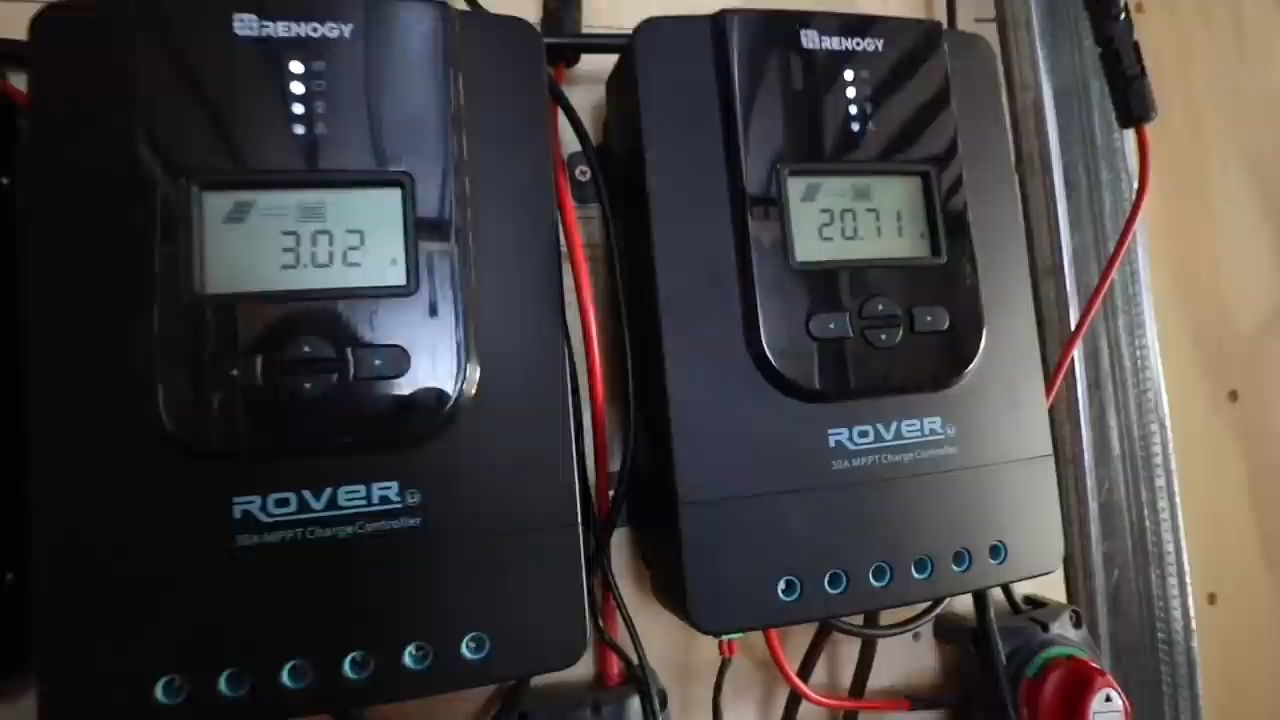 RENOGY
3.02
ROVER
30A MPPT Charge Controller
RENOGY
20.71
ROVER
30A MPPT Charge Controller